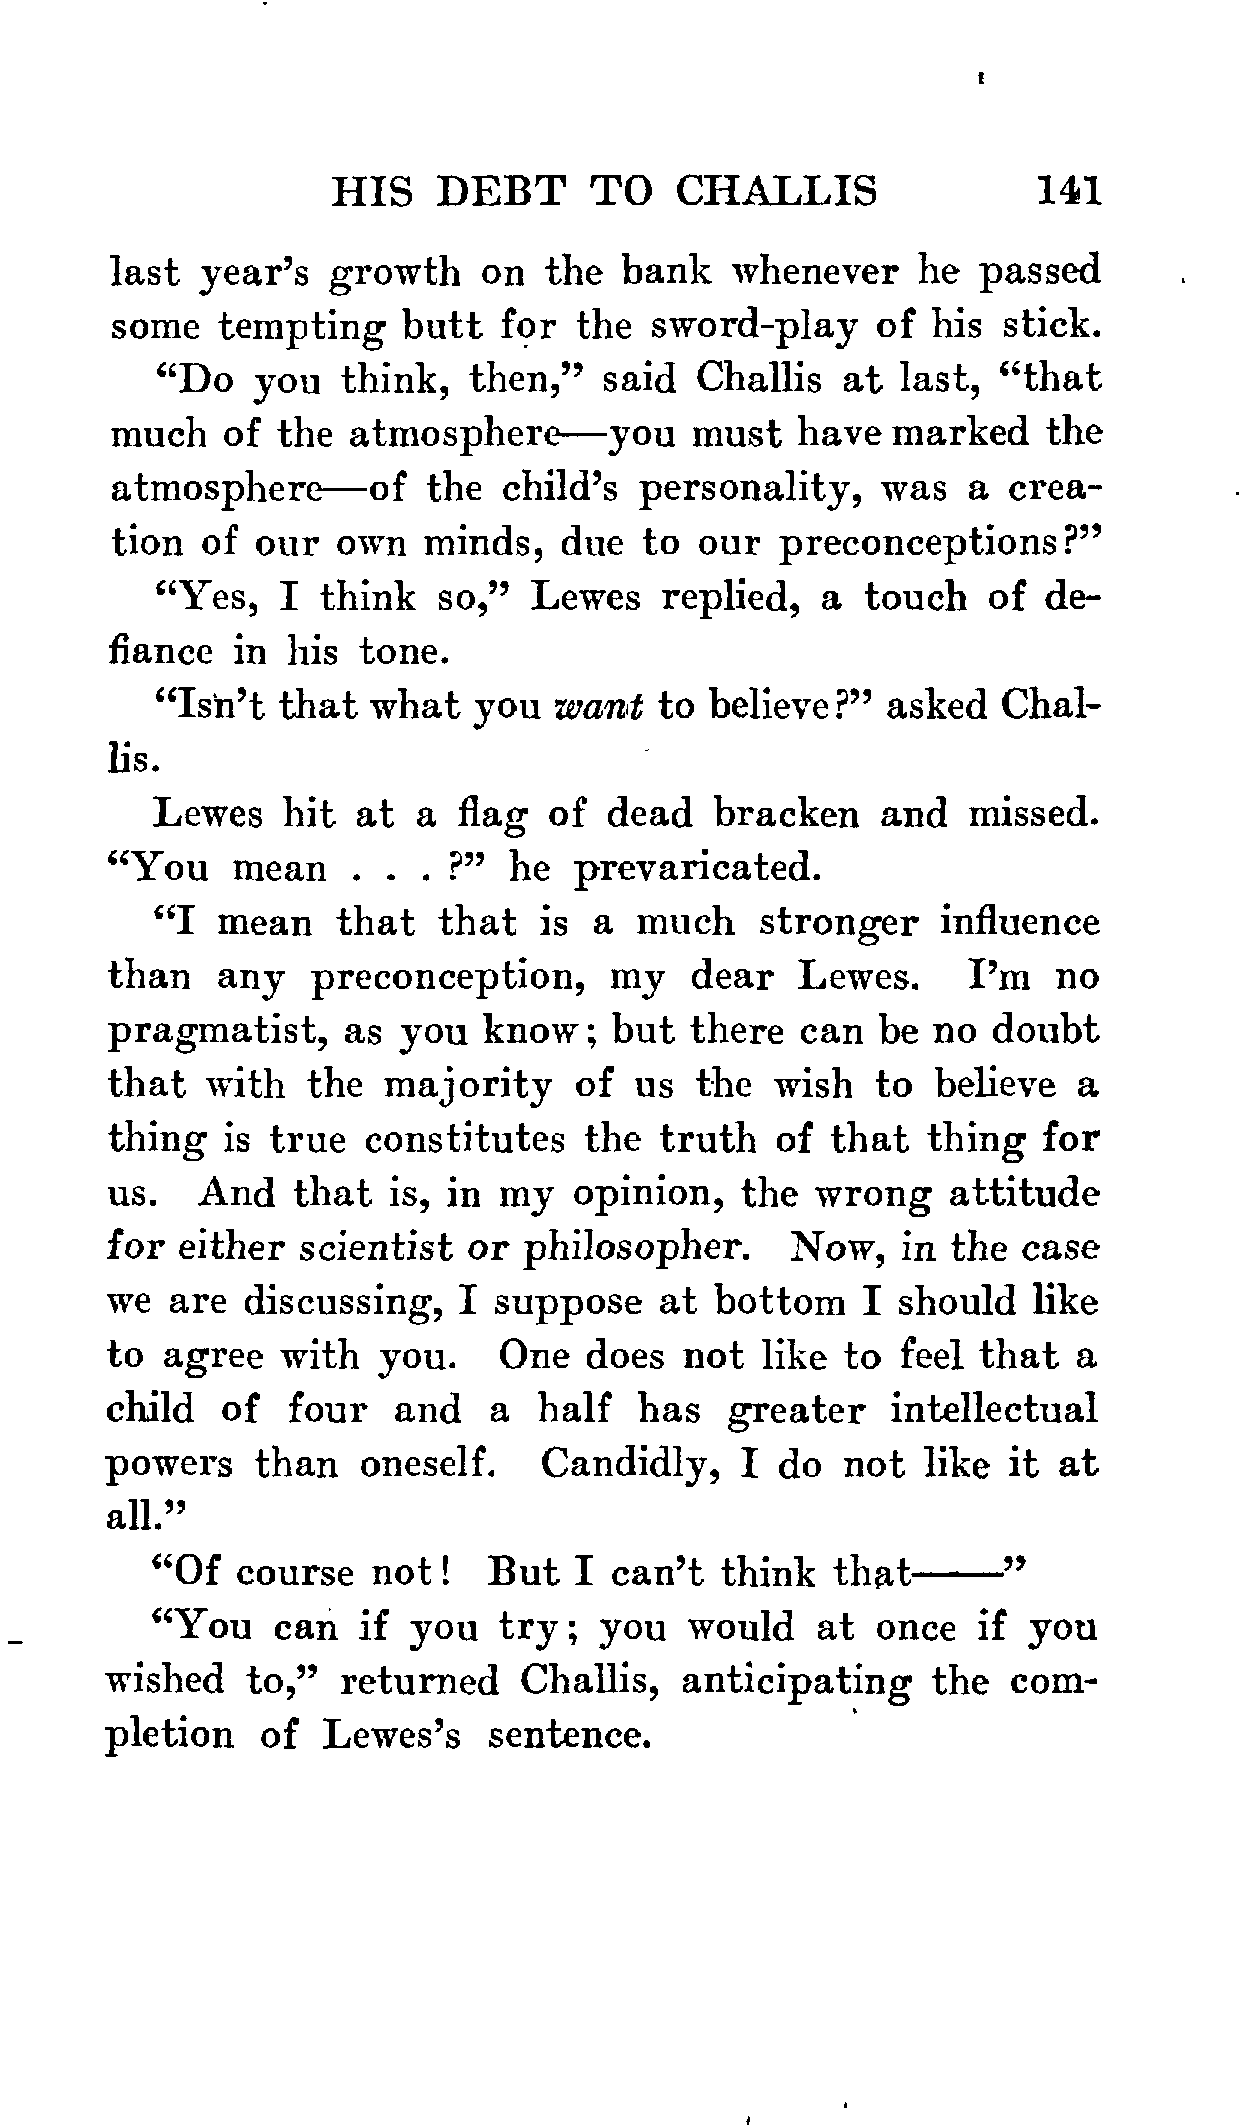 HIS DEBT TO CHALLIS 141
last year’s growth on the bank whenever he passed
some tempting butt for the sword-play of his stick.
“Do you think, then,” said Challis at last, “that
much of the atmosphere—you must have marked the
atmosphere—of the child’s personality, was a crea-
tion of our own minds, due to our preconceptions?”
“Yes, I think so,” Lewes replied, a touch of de-
fiance in his tone.
“Isn’t that what you want to believe?” asked Chal-
lis.
Lewes hit at a flag of dead bracken and missed.
“You mean . . . ?” he prevaricated.
“I mean that that is a much stronger influence
than any preconception, my dear Lewes. I’m no
pragmatist, as you know; but there can be no doubt
that with the majority of us the wish to believe a
thing is true constitutes the truth of that thing for
us. And that is, in my opinion, the wrong attitude
for either scientist or philosopher. Now, in the case
we are discussing, I suppose at bottom I should like
to agree with you. One does not like to feel that a
child of four and a half has greater intellectual
powers than oneself. Candidly, I do not like it at
all.”
“Of course not! But I can’t think that——”
“You can if you try; you would at once if you
wished to,” returned Challis, anticipating the com-
pletion of Lewes’s sentence.